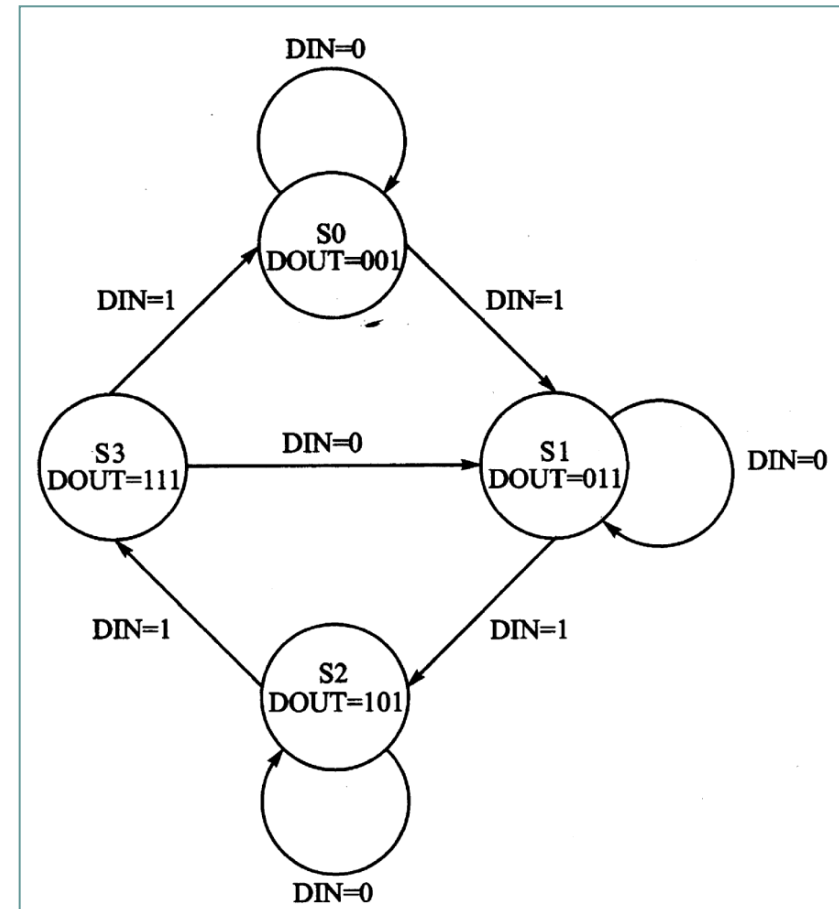 DIN=0
S0
DOUT=001
DIN=1
DIN=1
S3
DOUT=111
DIN=0
S1
DOUT=011
DIN=0
DIN=1
DIN=1
S2
DOUT=101
DIN=0